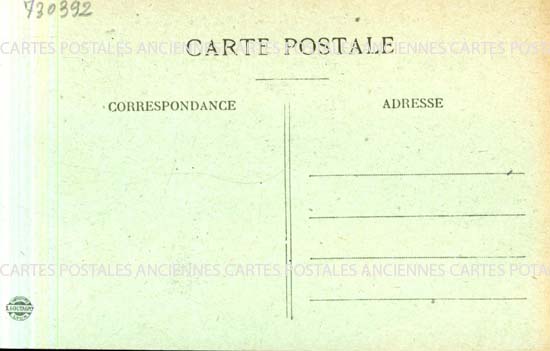 730392
CARTE POSTALE
CARTES POSTALES ANCIENNES CARTES POSTALES ANCIENNES CARTES POSTALES
CORRESPONDANCE
ADRESSE
CARTES POSTALES ANCIENNES CARTES POSTALES ANCIENNES CARTES POSTALES